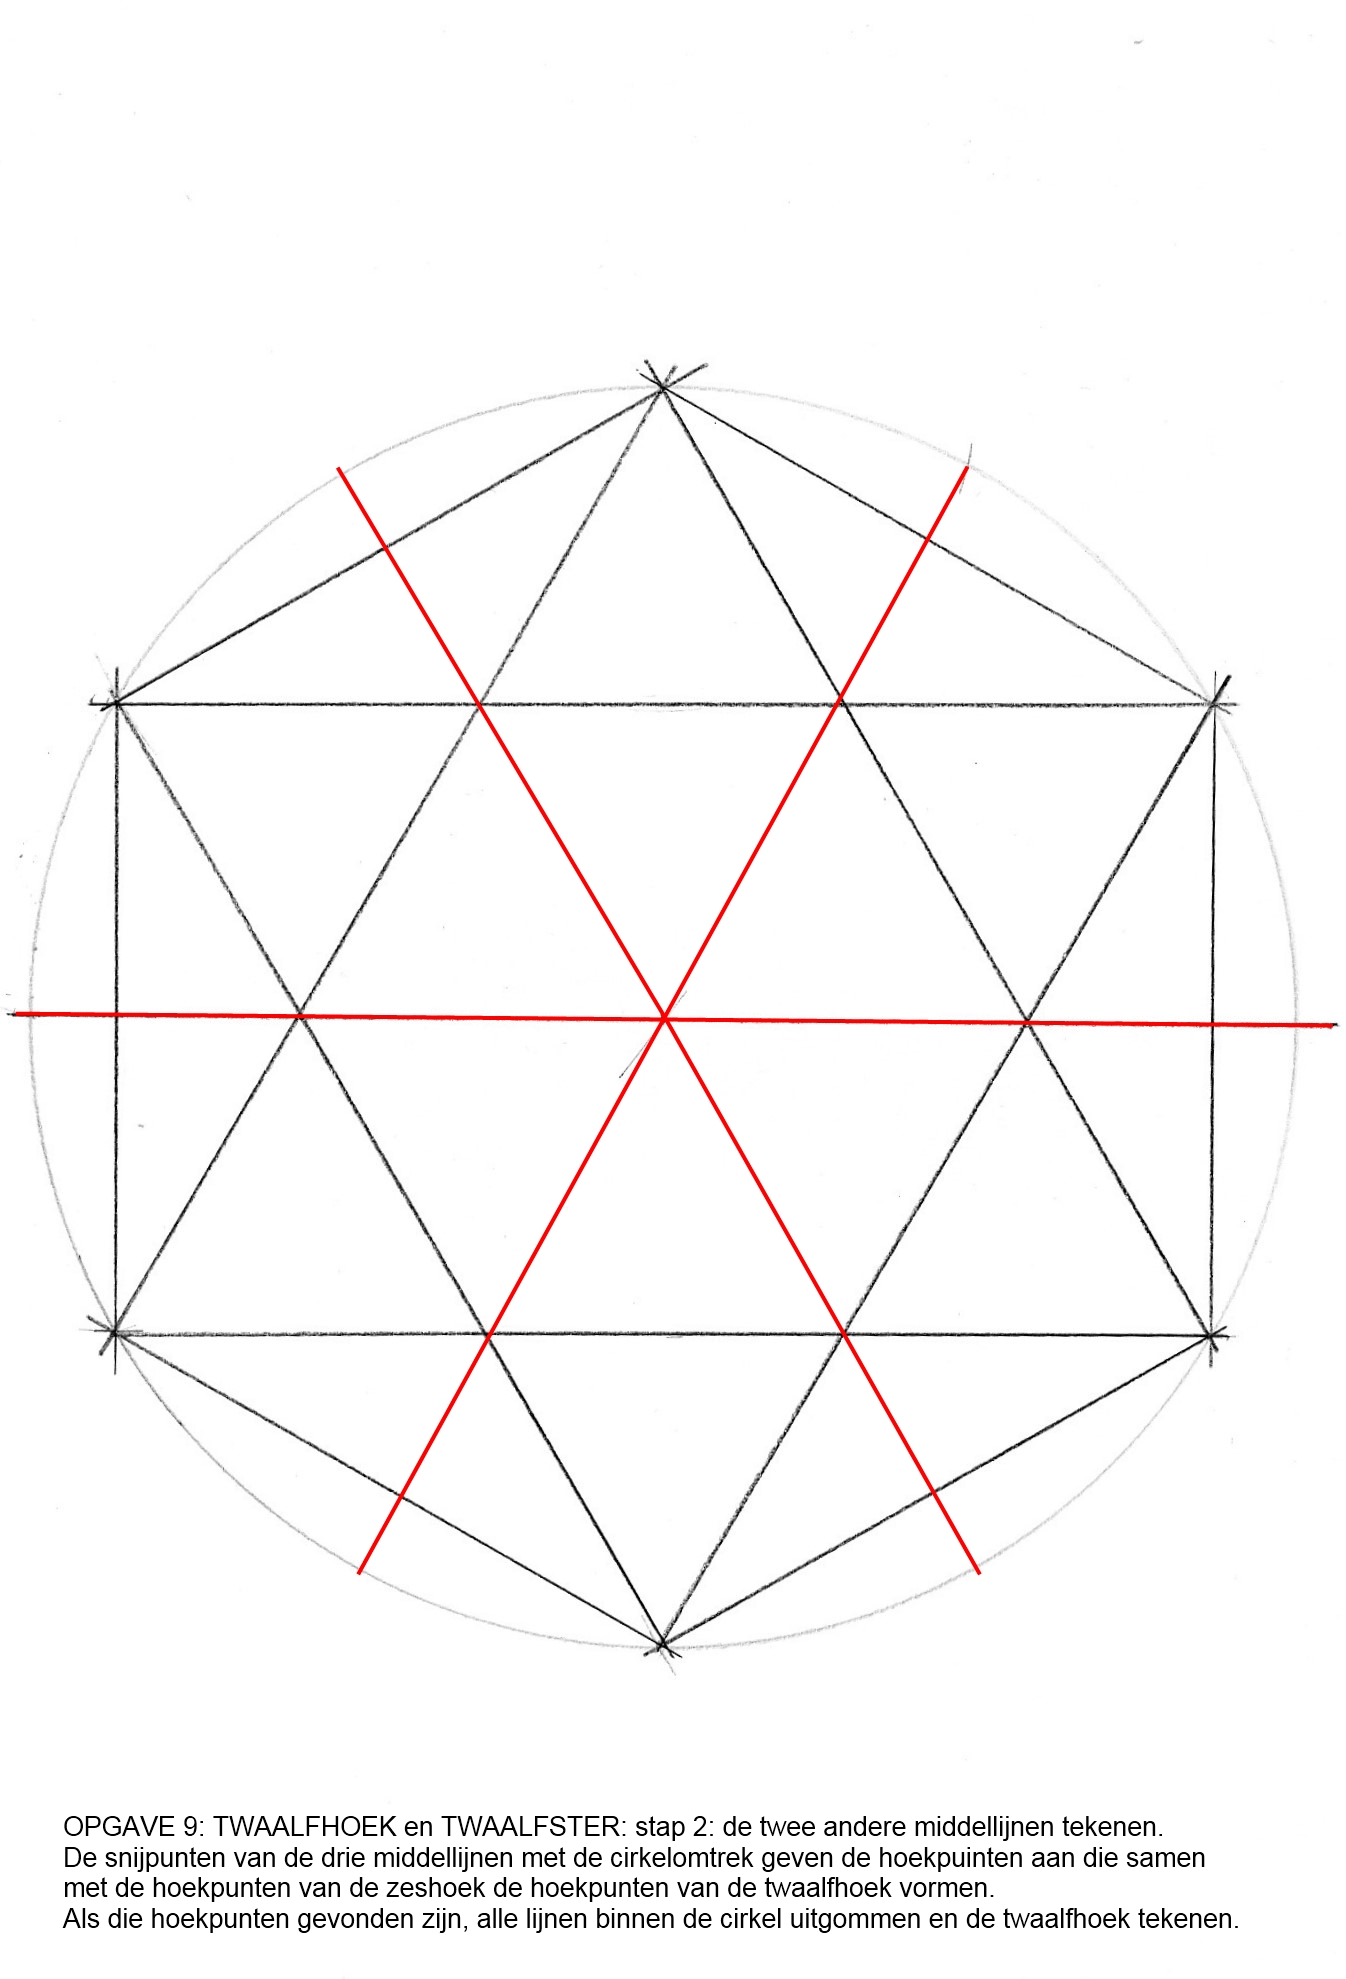 OPGAVE 9: TWAALFHOEK en TWAALFSTER: stap 2: de twee andere middellijnen tekenen.
De snijpunten van de drie middellijnen met de cirkelomtrek geven de hoekpuinten aan die samen
met de hoekpunten van de zeshoek de hoekpunten van de twaalfhoek vormen.
Als die hoekpunten gevonden zijn, alle lijnen binnen de cirkel uitgommen en de twaalfhoek tekenen.